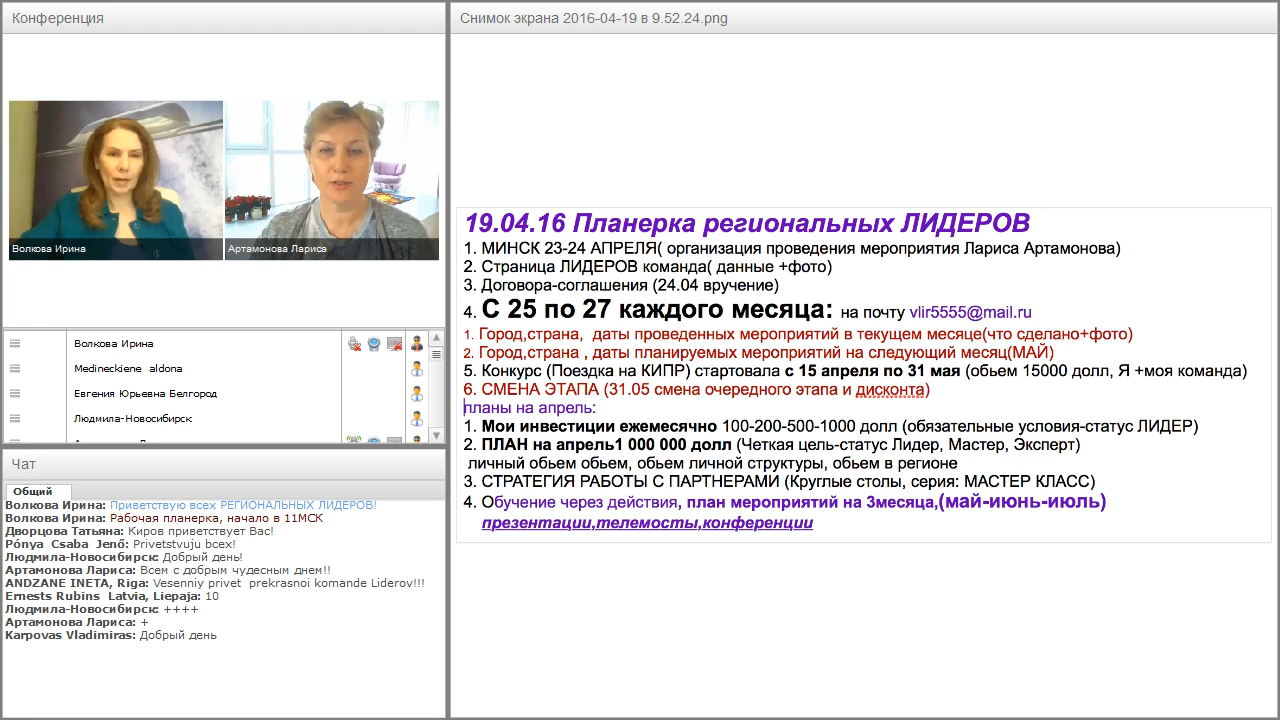 Конференция
Волкова Ирина
Артамонова Лариса
Волкова Ирина
Medineckiene aldona
Евгения Юрьевна Белгород
Людмила-Новосибирск
Чат
Общий
Волкова Ирина: Приветствую всех РЕГИОНАЛЬНЫХ ЛИДЕРОВ!
Волкова Ирина: Рабочая планерка, начало в 11МСК
Дворцова Татьана: Киров приветствует Вас!
Pónya Csaba Jenő: Privetstvuju bcex!
Людмила-Новосибирск: Добрый день!
Артамонова Лариса: Всем с добрым чудесным днем!!
ANDZANE INETA, Riga: Vesenniy privet prekrasnoi komande Liderov!!!
Ernests Rubins Latvia, Liepaja: 10
Людмила-Новосибирск: ++++
Артамонова Лариса: +
Karpovas Vladimiras: Добрый день
Снимок экрана 2016-04-19 в 9.52.24.png
19.04.16 Планерка региональных ЛИДЕРОВ
1. МИНСК 23-24 АПРЕЛЯ( организация проведения мероприятия Лариса Артамонова)
2. Страница ЛИДЕРОВ команда( данные +фото)
3. Договора-соглашения (24.04 вручение)
4. С 25 по 27 каждого месяца: на почту vlir5555@mail.ru
1. Город,страна, даты проведенных мероприятий в текущем месяце(что сделано+фото)
2. Город,страна , даты планируемых мероприятий на следующий месяц(МАЙ)
5. Конкурс (Поездка на КИПР) стартовала с 15 апреля по 31 мая (обьем 15000 долл, Я +моя команда)
6. СМЕНА ЭТАПА (31.05 смена очередного этапа и дисконта)
планы на апрель:
1. Мои инвестиции ежемесячно 100-200-500-1000 долл (обязательные условия-статус ЛИДЕР)
2. ПЛАН на апрель1 000 000 долл (Четкая цель-статус Лидер, Мастер, Эксперт)
личный обьем обьем, обьем личной структуры, обьем в регионе
3. СТРАТЕГИЯ РАБОТЫ С ПАРТНЕРАМИ (Круглые столы, серия: МАСТЕР КЛАСС)
4. Обучение через действия, план мероприятий на 3месяца,(май-июнь-июль)
презентации,телемосты,конференции